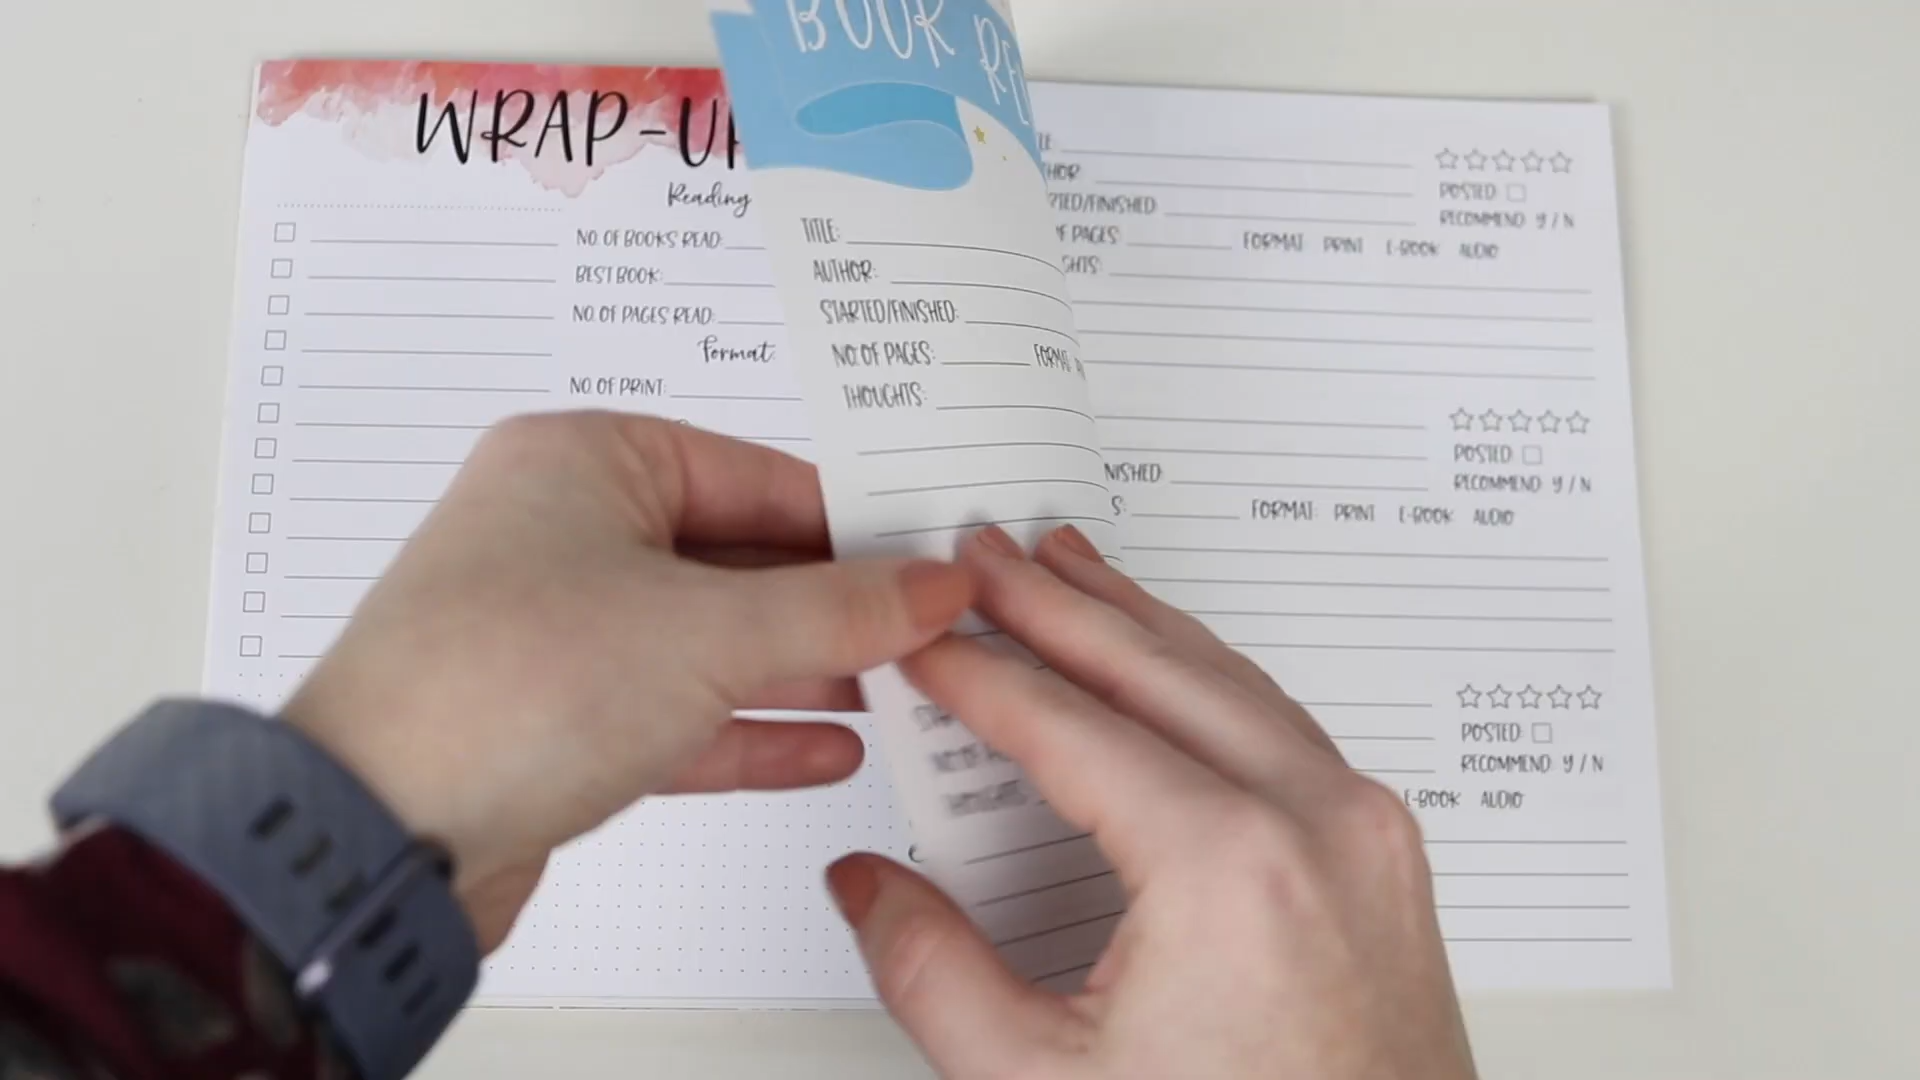 WRAP-U
Reading
NO. OF BOOKS READ:
BEST BOOK:
NO. OF PAGES READ:
Format:
NO. OF PRINT:
BOOK RE
TITLE:
AUTHOR:
STARTED/FINISHED:
NO. OF PAGES: FORMAT
THOUGHTS:
POSTED:
RECOMMEND: Y / N
FORMAT: PRINT E-BOOK AUDIO
NISHED:
POSTED:
RECOMMEND: Y / N
S: FORMAT: PRINT E-BOOK AUDIO
POSTED:
RECOMMEND: Y / N
E-BOOK AUDIO
THOUGHTS: